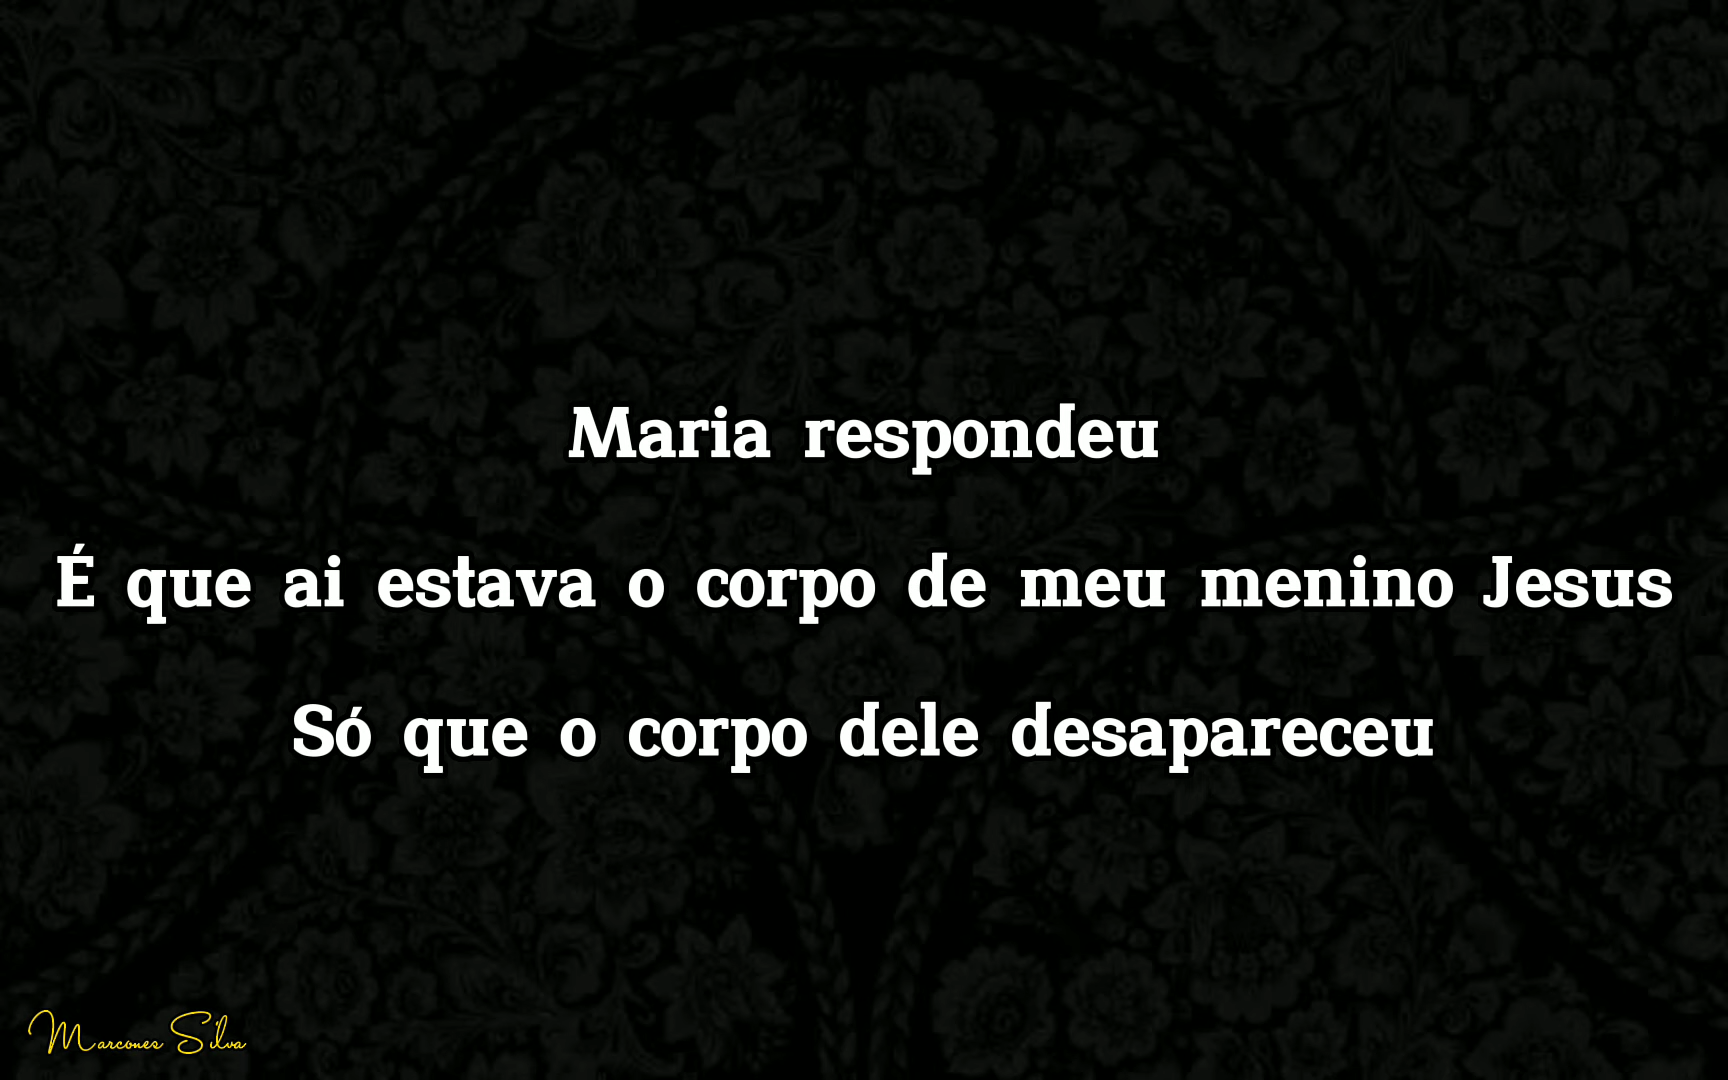 Maria respondeu
É que ai estava o corpo de meu menino Jesus
Só que o corpo dele desapareceu
Marcones Silva